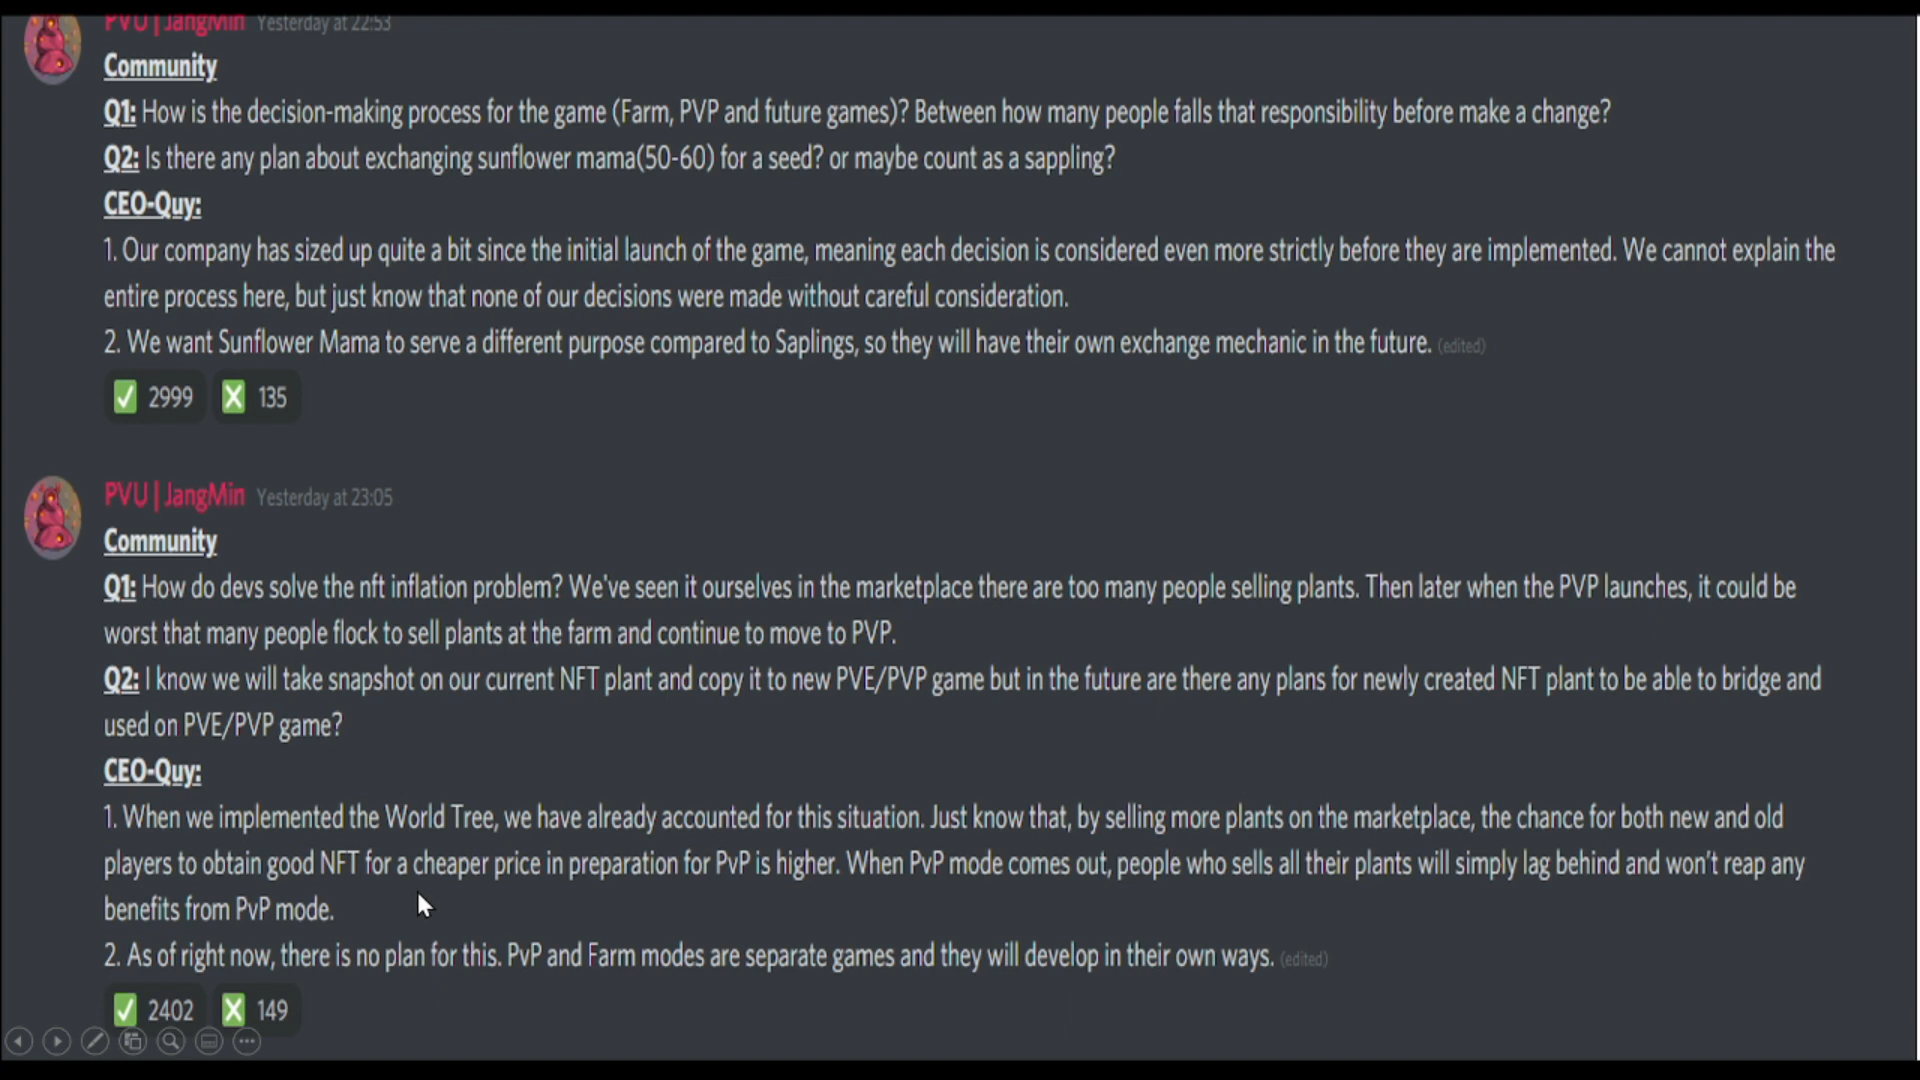 PVU | JangMin Yesterday at 22:53
Community
Q1: How is the decision-making process for the game (Farm, PVP and future games)? Between how many people falls that responsibility before make a change?
Q2: Is there any plan about exchanging sunflower mama(50-60) for a seed? or maybe count as a sappling?
CEO-Quy:
1. Our company has sized up quite a bit since the initial launch of the game, meaning each decision is considered even more strictly before they are implemented. We cannot explain the
entire process here, but just know that none of our decisions were made without careful consideration.
2. We want Sunflower Mama to serve a different purpose compared to Saplings, so they will have their own exchange mechanic in the future. (edited)
2999 135
PVU | JangMin Yesterday at 23:05
Community
Q1: How do devs solve the nft inflation problem? We've seen it ourselves in the marketplace there are too many people selling plants. Then later when the PVP launches, it could be
worst that many people flock to sell plants at the farm and continue to move to PVP.
Q2: I know we will take snapshot on our current NFT plant and copy it to new PVE/PVP game but in the future are there any plans for newly created NFT plant to be able to bridge and
used on PVE/PVP game?
CEO-Quy:
1. When we implemented the World Tree, we have already accounted for this situation. Just know that, by selling more plants on the marketplace, the chance for both new and old
players to obtain good NFT for a cheaper price in preparation for PvP is higher. When PvP mode comes out, people who sells all their plants will simply lag behind and won't reap any
benefits from PvP mode.
2. As of right now, there is no plan for this. PvP and Farm modes are separate games and they will develop in their own ways. (edited)
2402 149